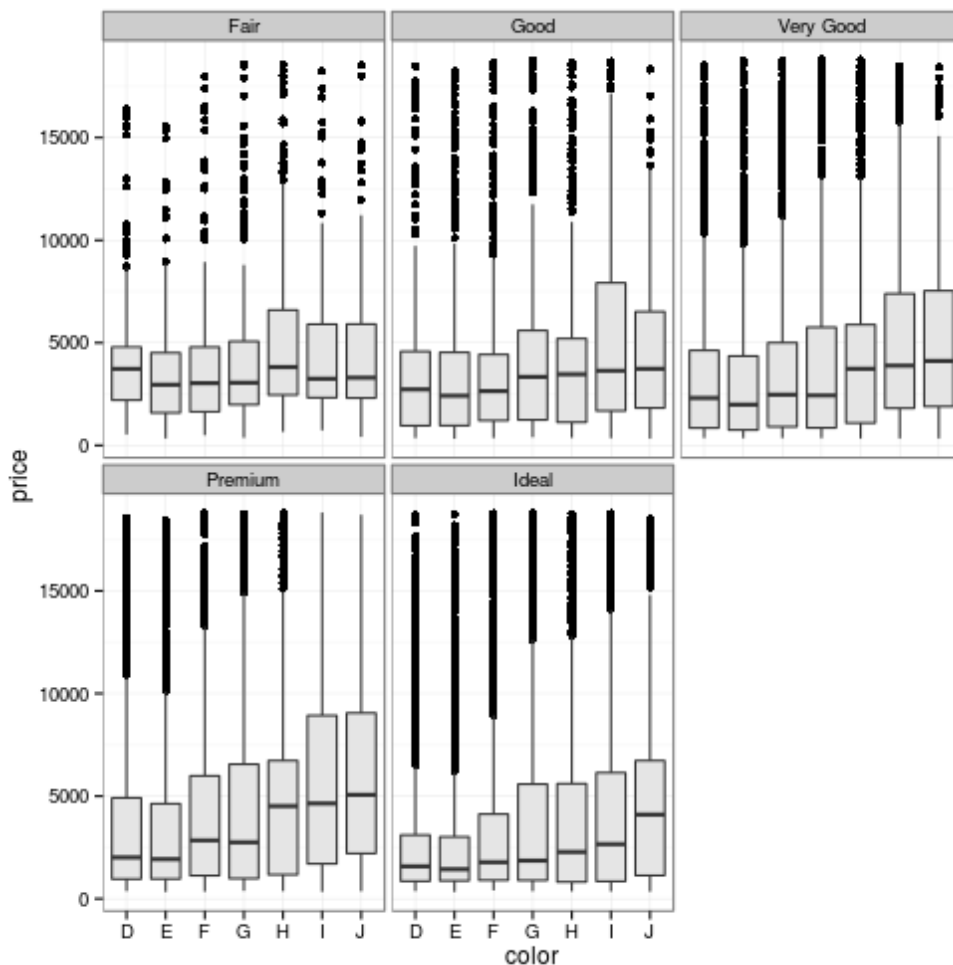 Fair Good Very Good
15000
10000
5000
0
price
Premium Ideal
15000
10000
5000
0
D E F G H I J D E F G H I J
color